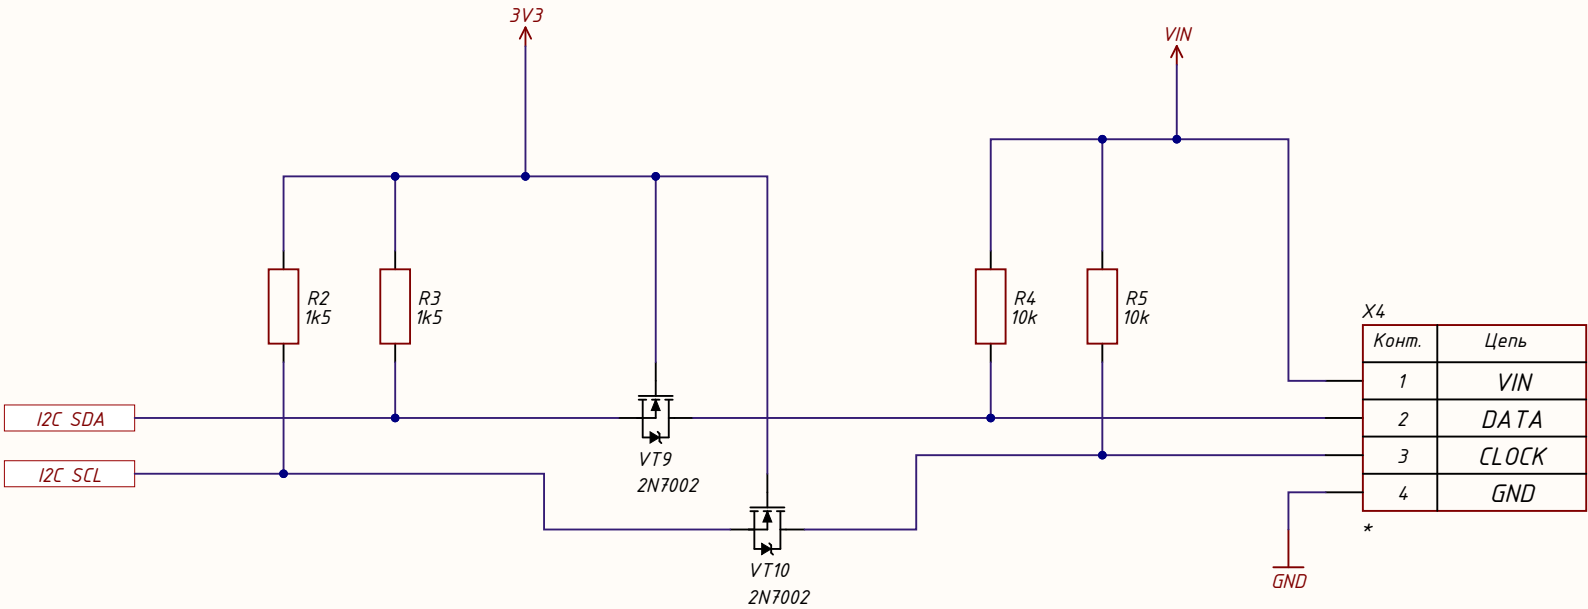 3V3
VIN
R2
1k5
R3
1k5
R4
10k
R5
10k
X4
Конт. Цепь
1 VIN
2 DATA
3 CLOCK
4 GND
*
I2C SDA
I2C SCL
VT9
2N7002
VT10
2N7002
GND